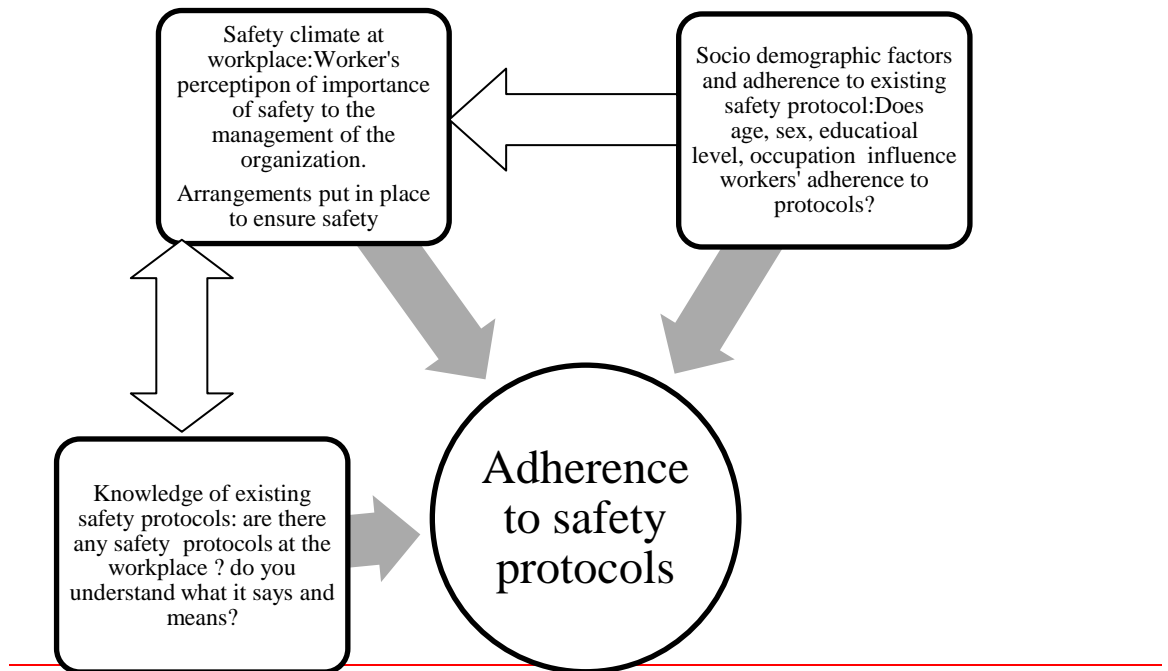 Safety climate at
workplace:Worker's
perceptipon of importance
of safety to the
management of the
organization.
Arrangements put in place
to ensure safety
Socio demographic factors
and adherence to existing
safety protocol:Does
age, sex, educatioal
level, occupation influence
workers' adherence to
protocols?
Knowledge of existing
safety protocols: are there
any safety protocols at the
workplace ? do you
understand what it says and
means?
Adherence
to safety
protocols